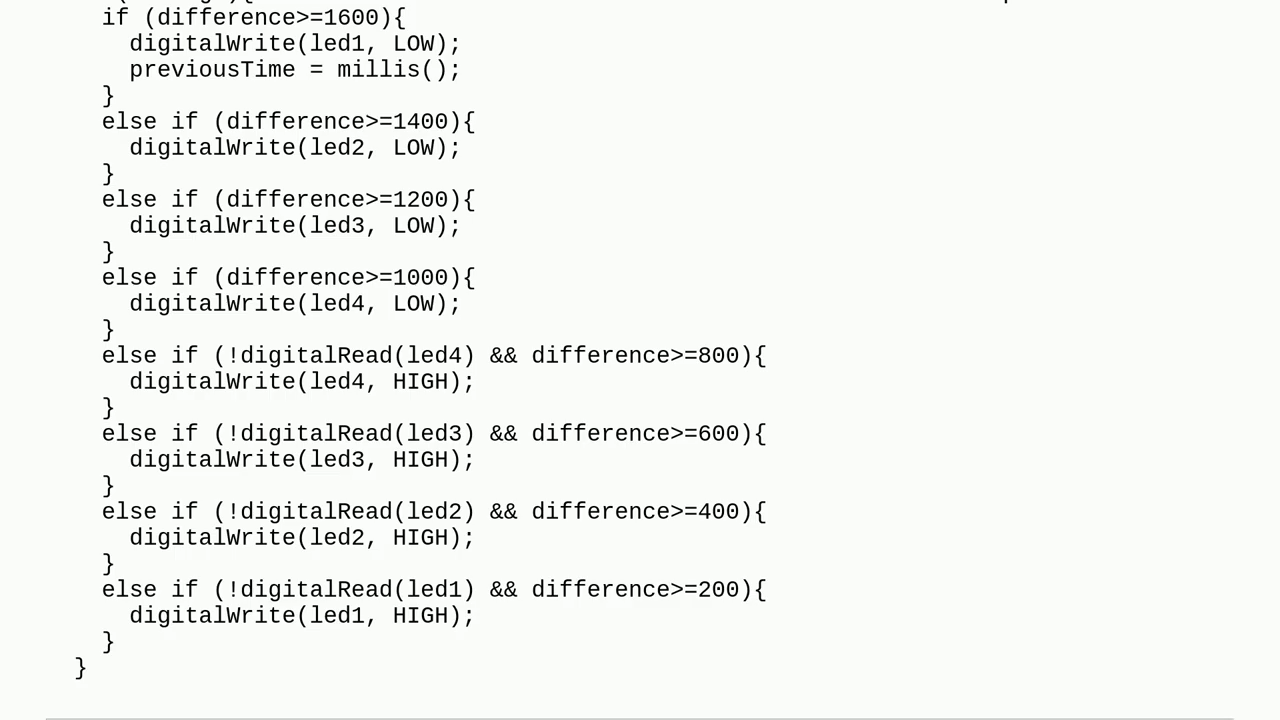 if (difference>=1600){
digitalWrite(led1, LOW);
previousTime = millis();
}
else if (difference>=1400){
digitalWrite(led2, LOW);
}
else if (difference>=1200){
digitalWrite(led3, LOW);
}
else if (difference>=1000){
digitalWrite(led4, LOW);
}
else if (!digitalRead(led4) && difference>=800){
digitalWrite(led4, HIGH);
}
else if (!digitalRead(led3) && difference>=600){
digitalWrite(led3, HIGH);
}
else if (!digitalRead(led2) && difference>=400){
digitalWrite(led2, HIGH);
}
else if (!digitalRead(led1) && difference>=200){
digitalWrite(led1, HIGH);
}
}